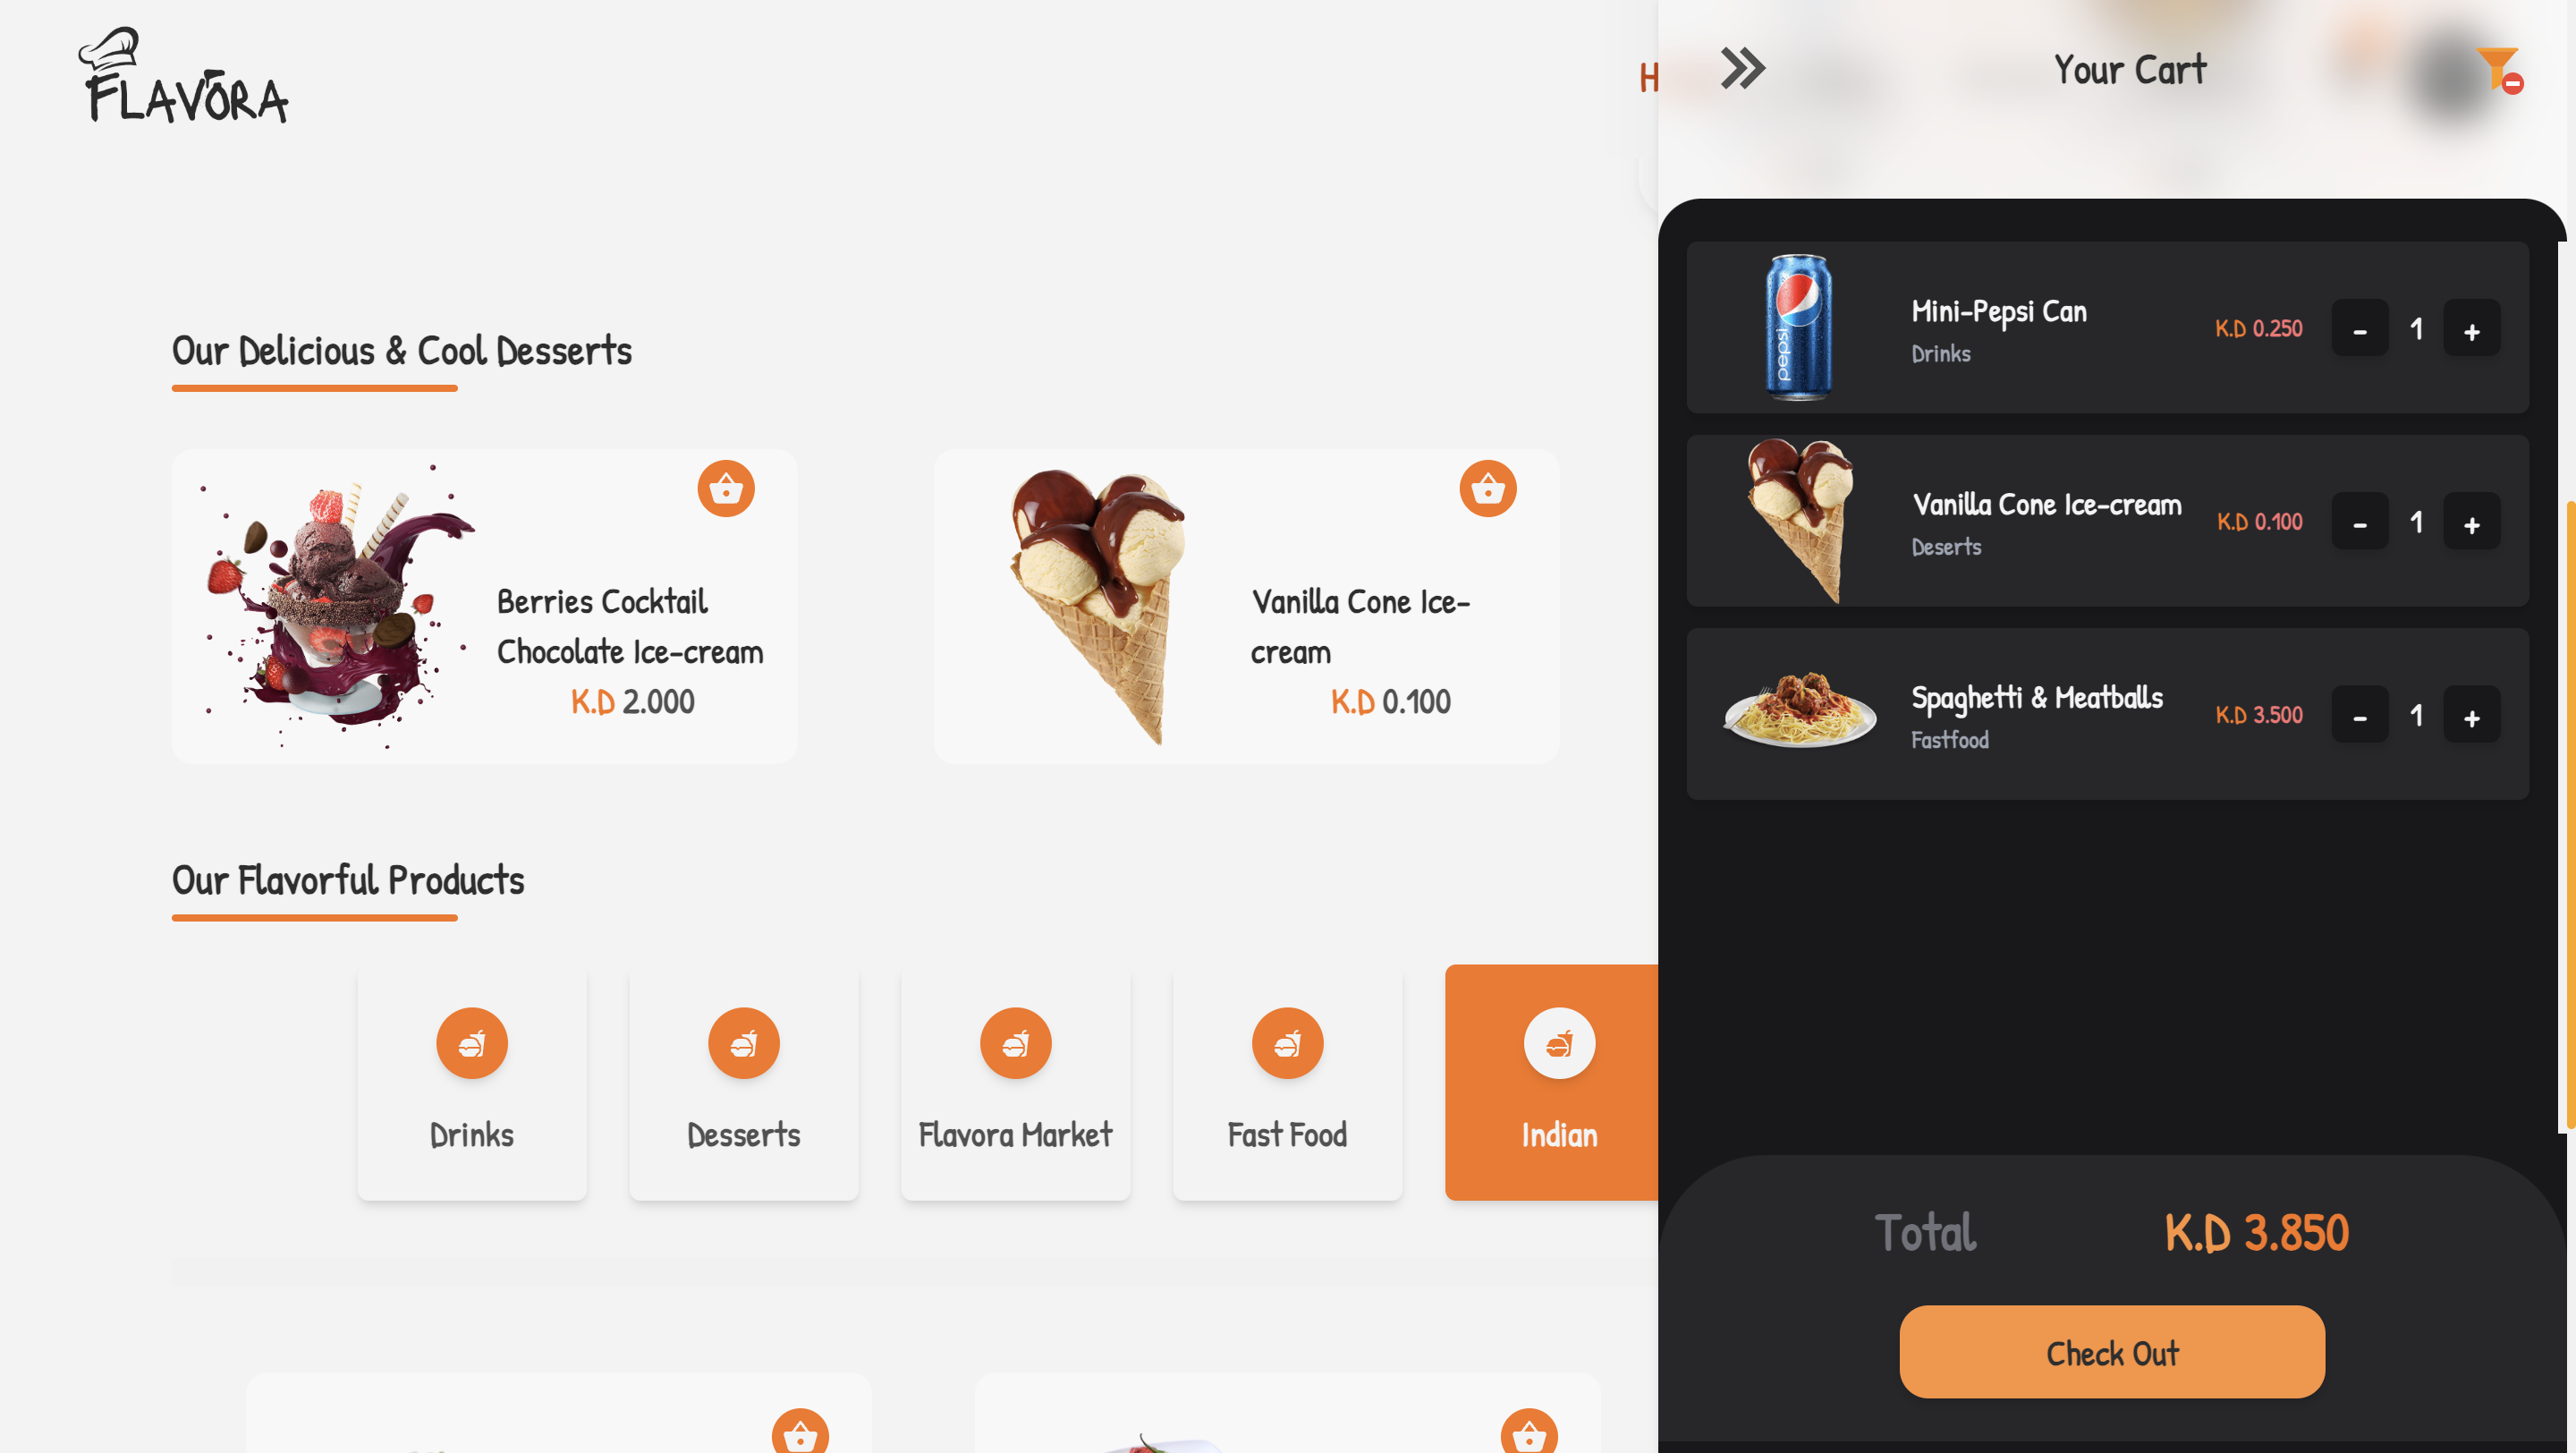 FLAVORA
H
Our Delicious & Cool Desserts
Berries Cocktail
Chocolate Ice-cream
K.D 2.000
Vanilla Cone Ice-
cream
K.D 0.100
Our Flavorful Products
Drinks
Desserts
Flavora Market
Fast Food
Indian
Your Cart
pepsi
Mini-Pepsi Can
Drinks
K.D 0.250
- 1 +
Vanilla Cone Ice-cream
Deserts
K.D 0.100
- 1 +
Spaghetti & Meatballs
Fastfood
K.D 3.500
- 1 +
Total
K.D 3.850
Check Out